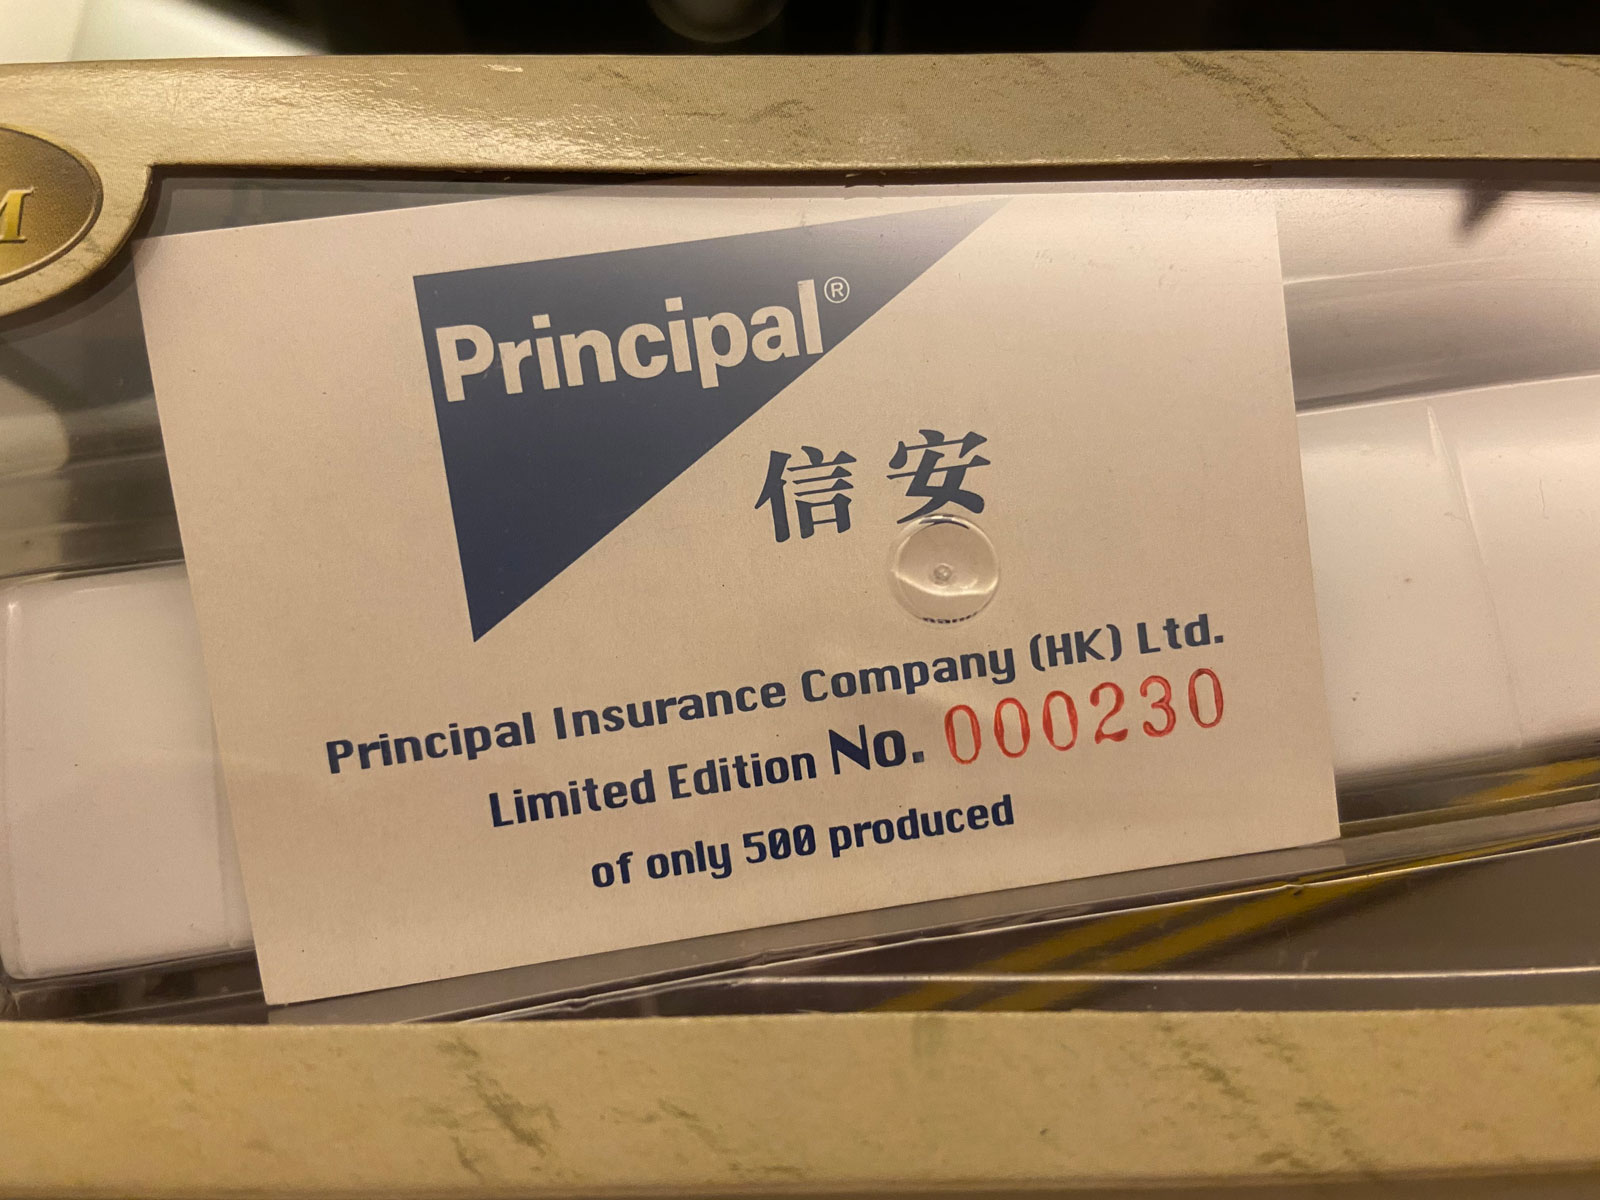 M
Principal®
信安
Principal Insurance Company (HK) Ltd.
Limited Edition No. 000230
of only 500 produced